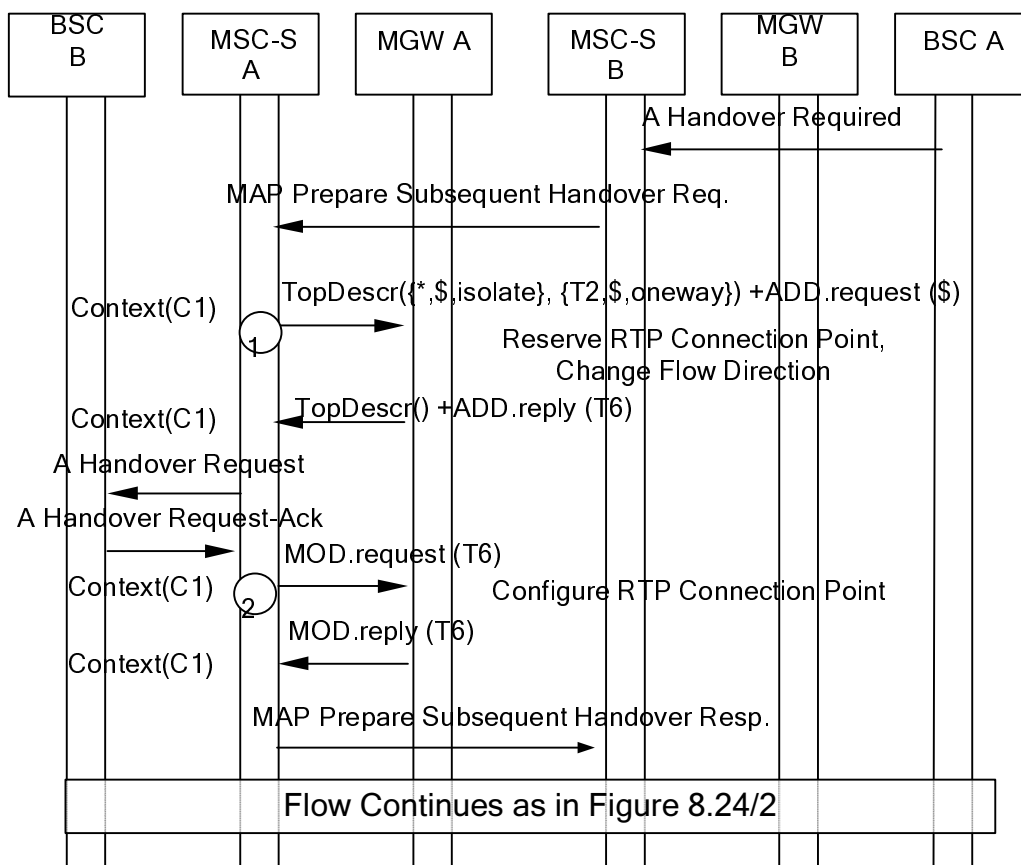 BSC
B
MSC-S
A
MGW A
MSC-S
B
MGW
B
BSC A
A Handover Required
MAP Prepare Subsequent Handover Req.
TopDescr({*,$,isolate}, {T2,$,oneway}) +ADD.request ($)
Context(C1)
1
Reserve RTP Connection Point,
Change Flow Direction
TopDescr() +ADD.reply (T6)
Context(C1)
A Handover Request
A Handover Request-Ack
MOD.request (T6)
Context(C1)
2
Configure RTP Connection Point
MOD.reply (T6)
Context(C1)
MAP Prepare Subsequent Handover Resp.
Flow Continues as in Figure 8.24/2